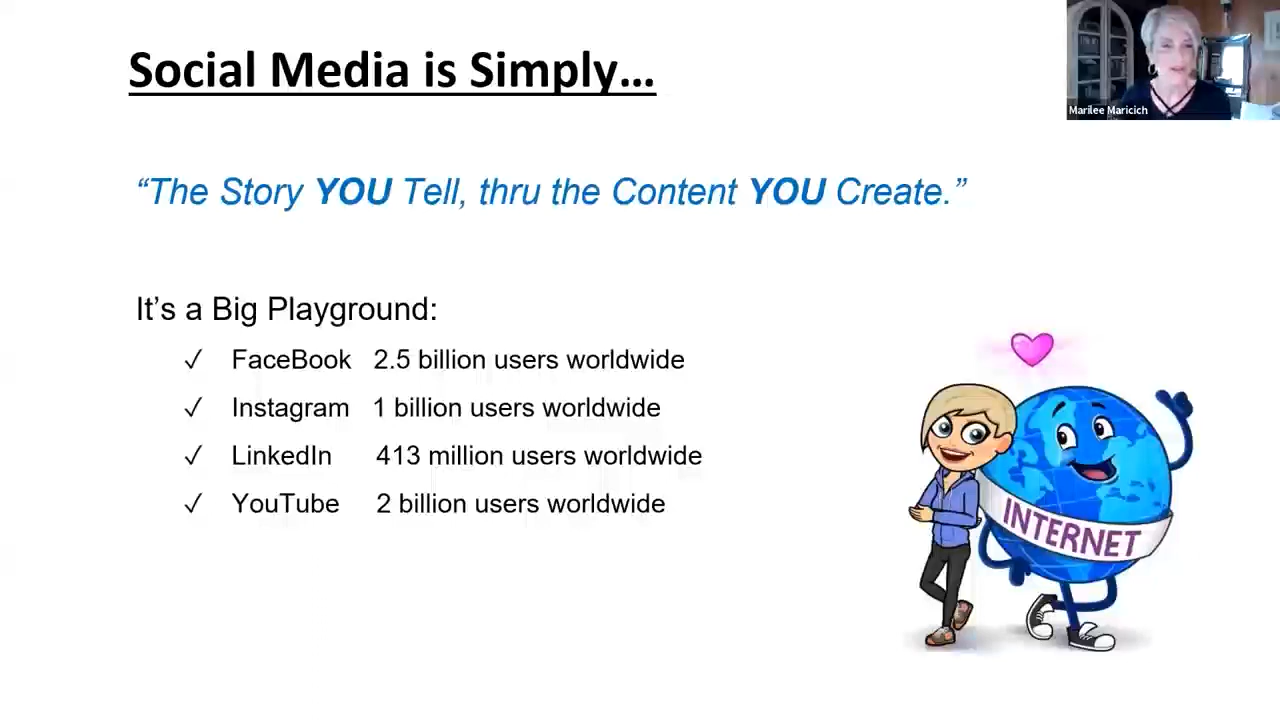 Social Media is Simply…
Marilee Maricich
“The Story YOU Tell, thru the Content YOU Create.”
It’s a Big Playground:
✓ FaceBook 2.5 billion users worldwide
✓ Instagram 1 billion users worldwide
✓ LinkedIn 413 million users worldwide
✓ YouTube 2 billion users worldwide
INTERNET